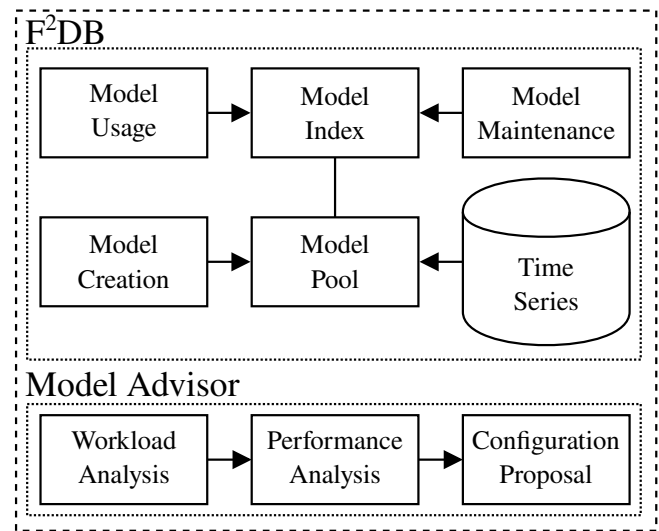 F²DB
Model
Usage
Model
Index
Model
Maintenance
Model
Creation
Model
Pool
Time
Series
Model Advisor
Workload
Analysis
Performance
Analysis
Configuration
Proposal